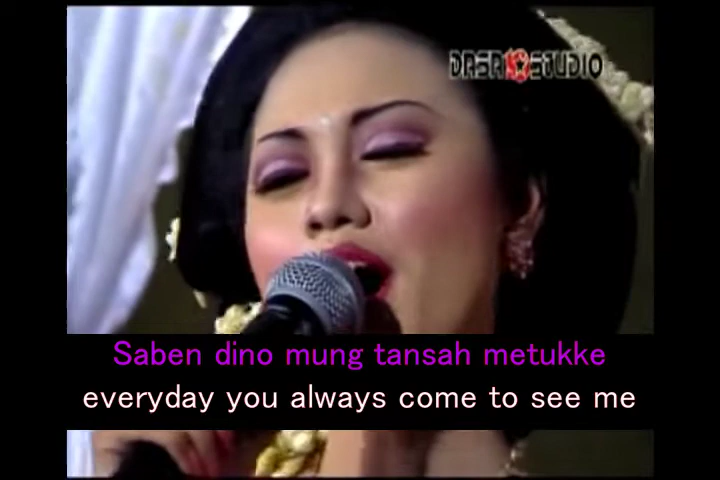 DASA STUDIO
Saben dino mung tansah metukke
everyday you always come to see me